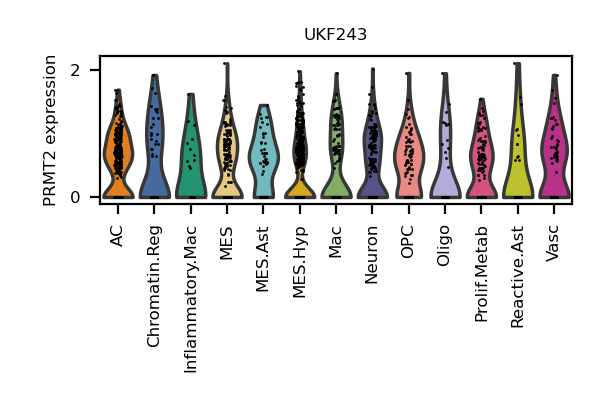 UKF243
PRMT2 expression
2
0
AC
Chromatin.Reg
Inflammatory.Mac
MES
MES.Ast
MES.Hyp
Mac
Neuron
OPC
Oligo
Prolif.Metab
Reactive.Ast
Vasc